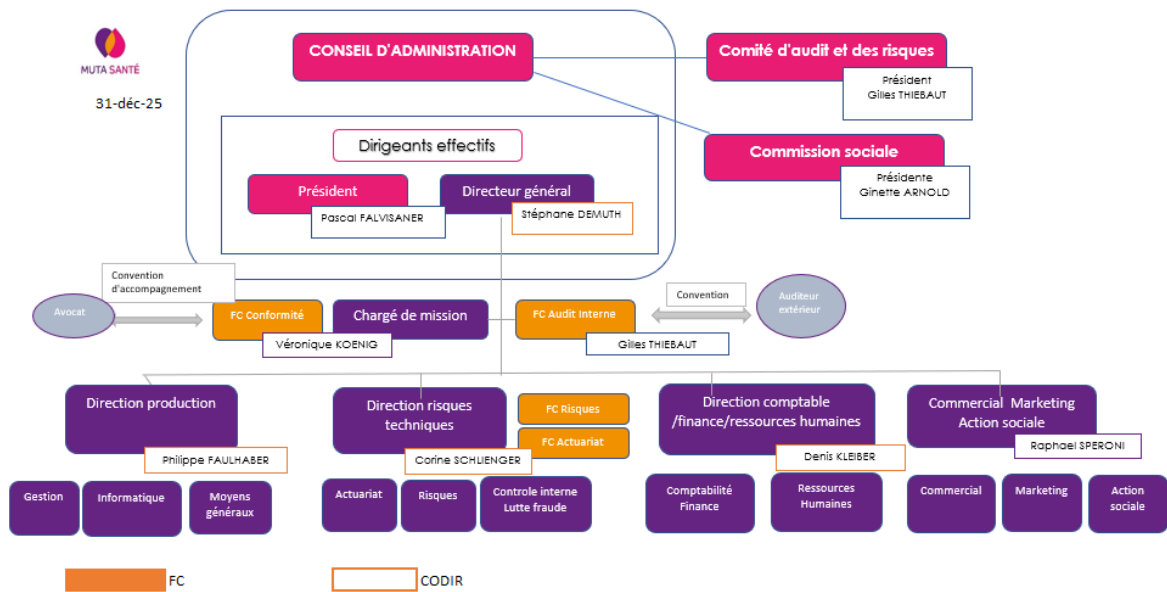 CONSEIL D'ADMINISTRATION
Comité d'audit et des risques
MUTA SANTÉ
Président
Gilles THIEBAUT
31-déc-25
Dirigeants effectifs
Commission sociale
Présidente
Ginette ARNOLD
Président
Directeur général
Pascal FALVISANER
Stéphane DEMUTH
Convention
d'accompagnement
Convention
Avocat
FC Conformité
Chargé de mission
FC Audit Interne
Auditeur
extérieur
Véronique KOENIG
Gilles THIEBAUT
Direction production
Direction risques
techniques
FC Risques
FC Actuariat
Direction comptable
/finance/ressources humaines
Commercial Marketing
Action sociale
Philippe FAULHABER
Corine SCHLIENGER
Denis KLEIBER
Raphael SPERONI
Gestion
Informatique
Moyens
généraux
Actuariat
Risques
Controle interne
Lutte fraude
Comptabilité
Finance
Ressources
Humaines
Commercial
Marketing
Action
sociale
FC
CODIR